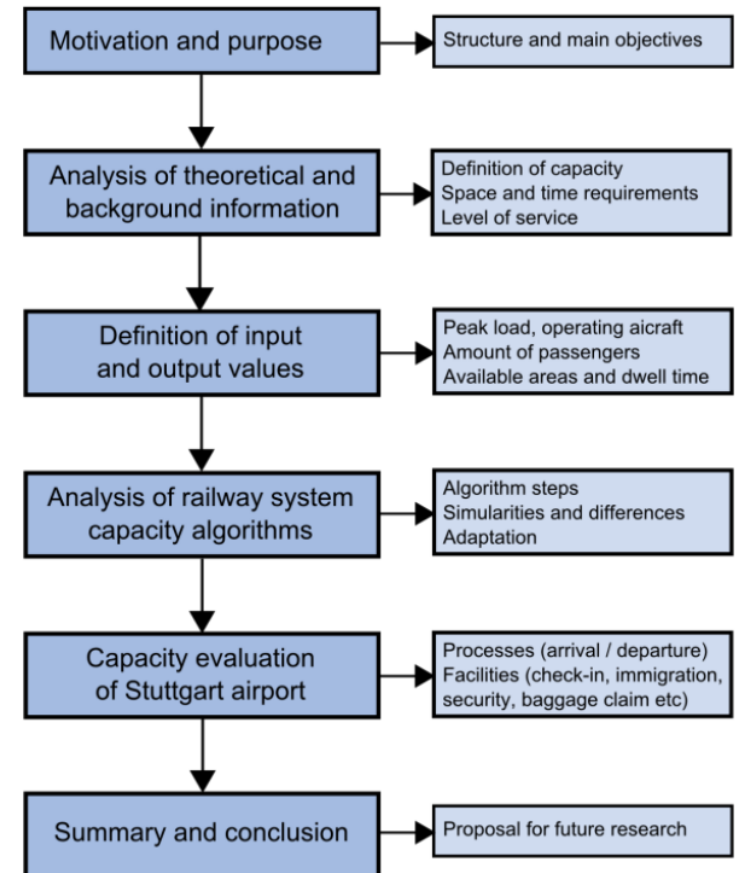 Motivation and purpose
Structure and main objectives
Analysis of theoretical and
background information
Definition of capacity
Space and time requirements
Level of service
Definition of input
and output values
Peak load, operating aicraft
Amount of passengers
Available areas and dwell time
Analysis of railway system
capacity algorithms
Algorithm steps
Simularities and differences
Adaptation
Capacity evaluation
of Stuttgart airport
Processes (arrival / departure)
Facilities (check-in, immigration,
security, baggage claim etc)
Summary and conclusion
Proposal for future research